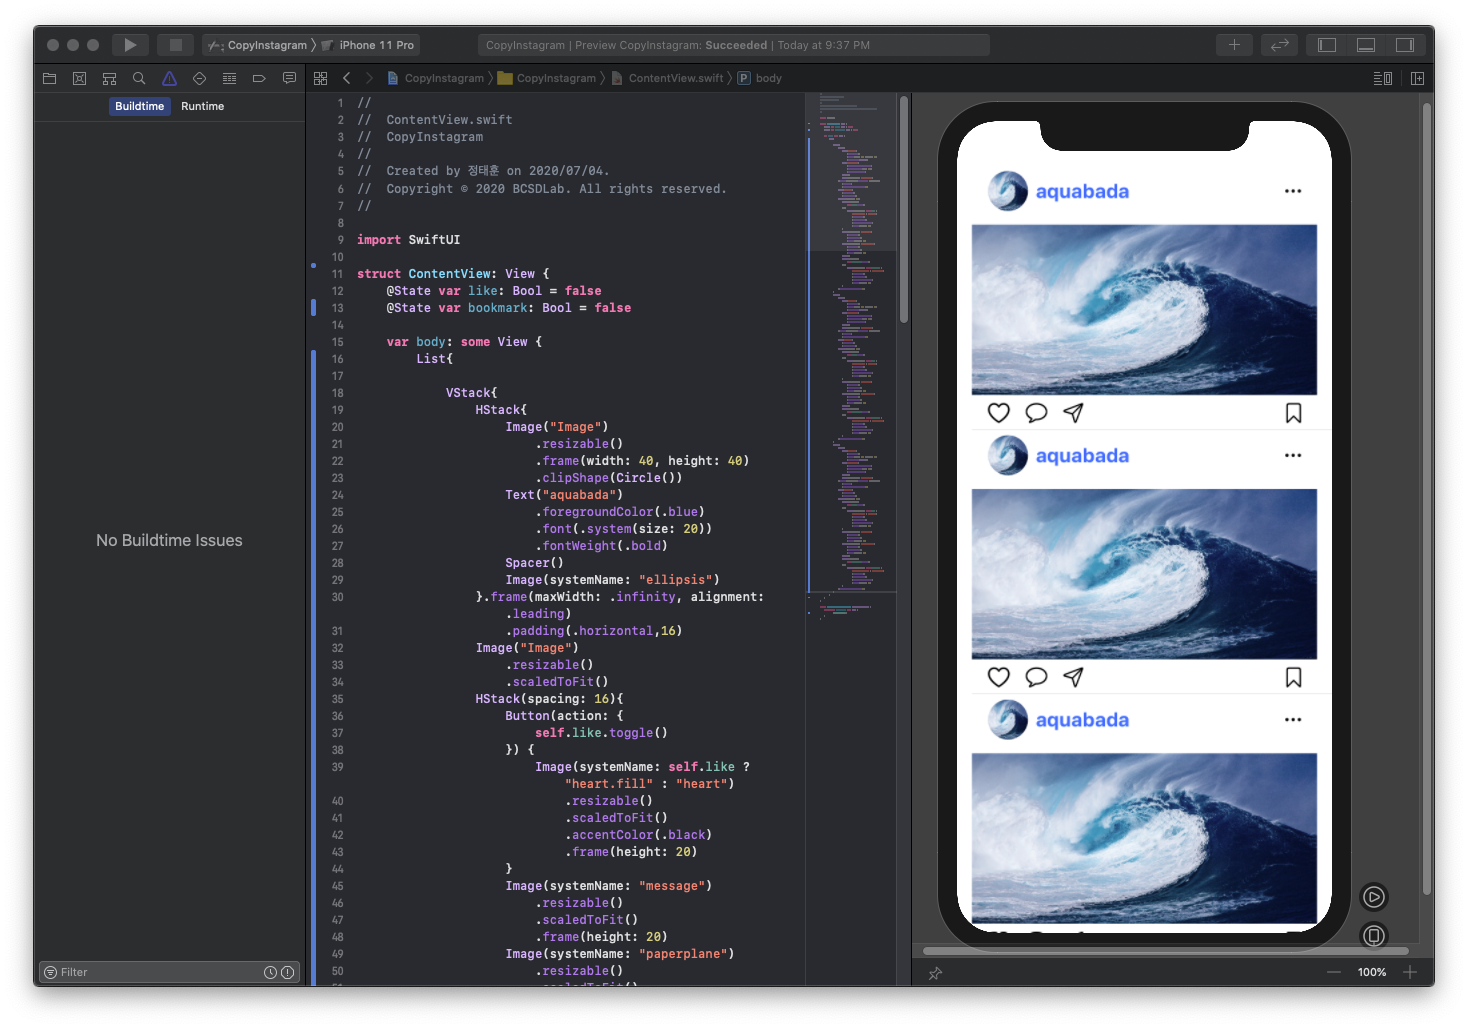 CopyInstagram 〉 iPhone 11 Pro
CopyInstagram | Preview CopyInstagram: Succeeded | Today at 9:37 PM
CopyInstagram 〉 CopyInstagram 〉 ContentView.swift 〉 P body
Buildtime Runtime
No Buildtime Issues
Filter
1 //
2 //  ContentView.swift
3 //  CopyInstagram
4 //
5 //  Created by 정태훈 on 2020/07/04.
6 //  Copyright © 2020 BCSDLab. All rights reserved.
7 //
8
9 import SwiftUI
10
11 struct ContentView: View {
12     @State var like: Bool = false
13     @State var bookmark: Bool = false
14
15     var body: some View {
16         List{
17
18             VStack{
19                 HStack{
20                     Image("Image")
21                         .resizable()
22                         .frame(width: 40, height: 40)
23                         .clipShape(Circle())
24                     Text("aquabada")
25                         .foregroundColor(.blue)
26                         .font(.system(size: 20))
27                         .fontWeight(.bold)
28                     Spacer()
29                     Image(systemName: "ellipsis")
30                 }.frame(maxWidth: .infinity, alignment:
                    .leading)
31                     .padding(.horizontal,16)
32                 Image("Image")
33                     .resizable()
34                     .scaledToFit()
35                 HStack(spacing: 16){
36                     Button(action: {
37                         self.like.toggle()
38                     }) {
39                         Image(systemName: self.like ?
                            "heart.fill" : "heart")
40                             .resizable()
41                             .scaledToFit()
42                             .accentColor(.black)
43                             .frame(height: 20)
44                     }
45                     Image(systemName: "message")
46                         .resizable()
47                         .scaledToFit()
48                         .frame(height: 20)
49                     Image(systemName: "paperplane")
50                         .resizable()
51                         .scaledToFit()
aquabada
aquabada
aquabada
100%